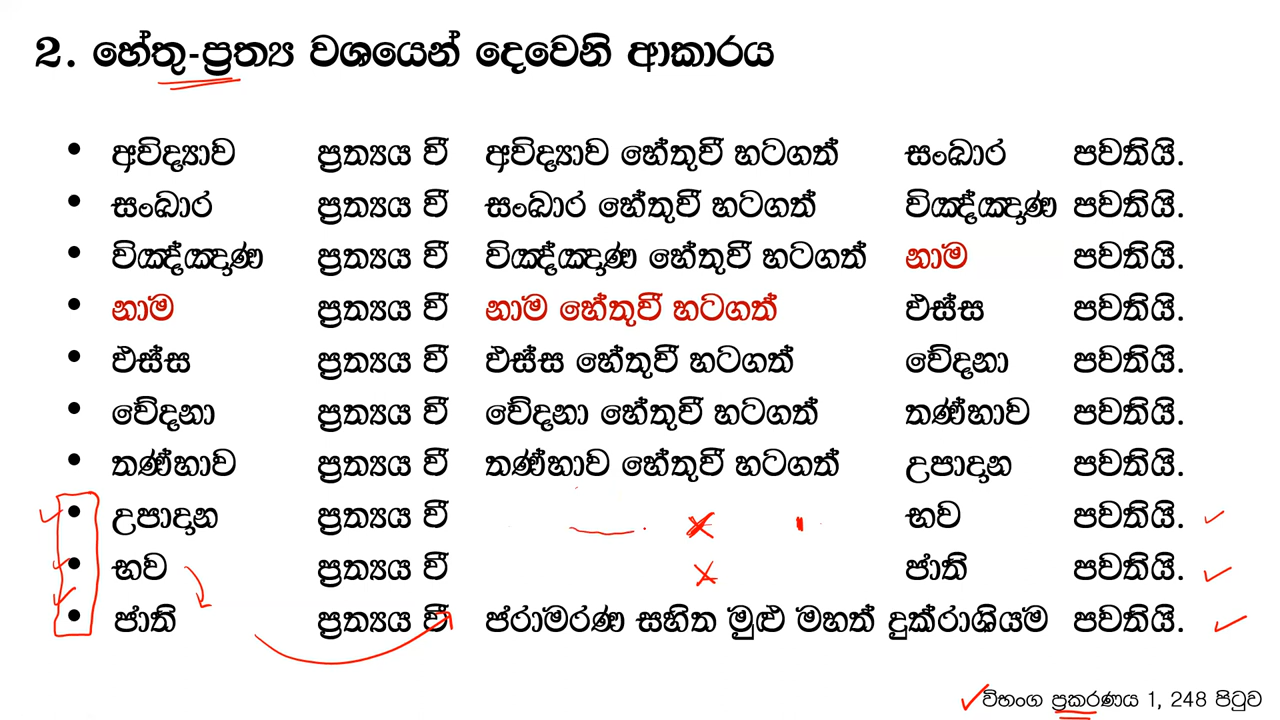 2. හේතු-ප්‍රත්‍ය වශයෙන් දෙවෙනි ආකාරය
• අවිද්‍යාව ප්‍රත්‍යය වී අවිද්‍යාව හේතුවී හටගත් සංඛාර පවතියි.
• සංඛාර ප්‍රත්‍යය වී සංඛාර හේතුවී හටගත් විඤ්ඤාණ පවතියි.
• විඤ්ඤාණ ප්‍රත්‍යය වී විඤ්ඤාණ හේතුවී හටගත් නාම පවතියි.
• නාම ප්‍රත්‍යය වී නාම හේතුවී හටගත් ඵස්ස පවතියි.
• ඵස්ස ප්‍රත්‍යය වී ඵස්ස හේතුවී හටගත් වේදනා පවතියි.
• වේදනා ප්‍රත්‍යය වී වේදනා හේතුවී හටගත් තණ්හාව පවතියි.
• තණ්හාව ප්‍රත්‍යය වී තණ්හාව හේතුවී හටගත් උපාදාන පවතියි.
• උපාදාන ප්‍රත්‍යය වී භව පවතියි.
• භව ප්‍රත්‍යය වී ජාති පවතියි.
• ජාති ප්‍රත්‍යය වී ජරාමරණ සහිත මුළු මහත් දුක්රාශියම පවතියි.
විභංග ප්‍රකරණය 1, 248 පිටුව